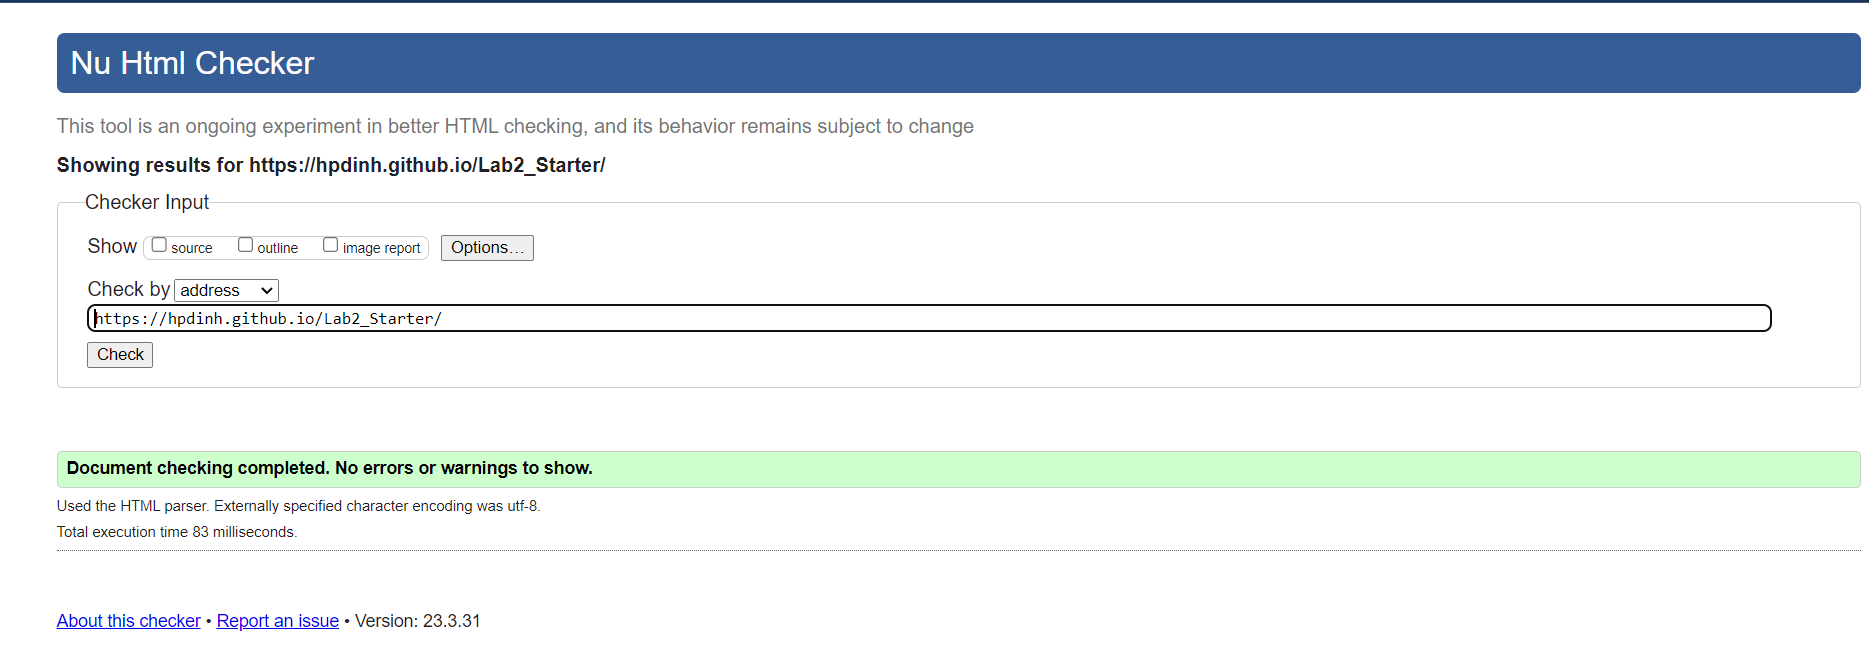 Nu Html Checker
This tool is an ongoing experiment in better HTML checking, and its behavior remains subject to change
Showing results for https://hpdinh.github.io/Lab2_Starter/
Checker Input
Show source outline image report Options...
Check by address
https://hpdinh.github.io/Lab2_Starter/
Check
Document checking completed. No errors or warnings to show.
Used the HTML parser. Externally specified character encoding was utf-8.
Total execution time 83 milliseconds.
About this checker • Report an issue • Version: 23.3.31